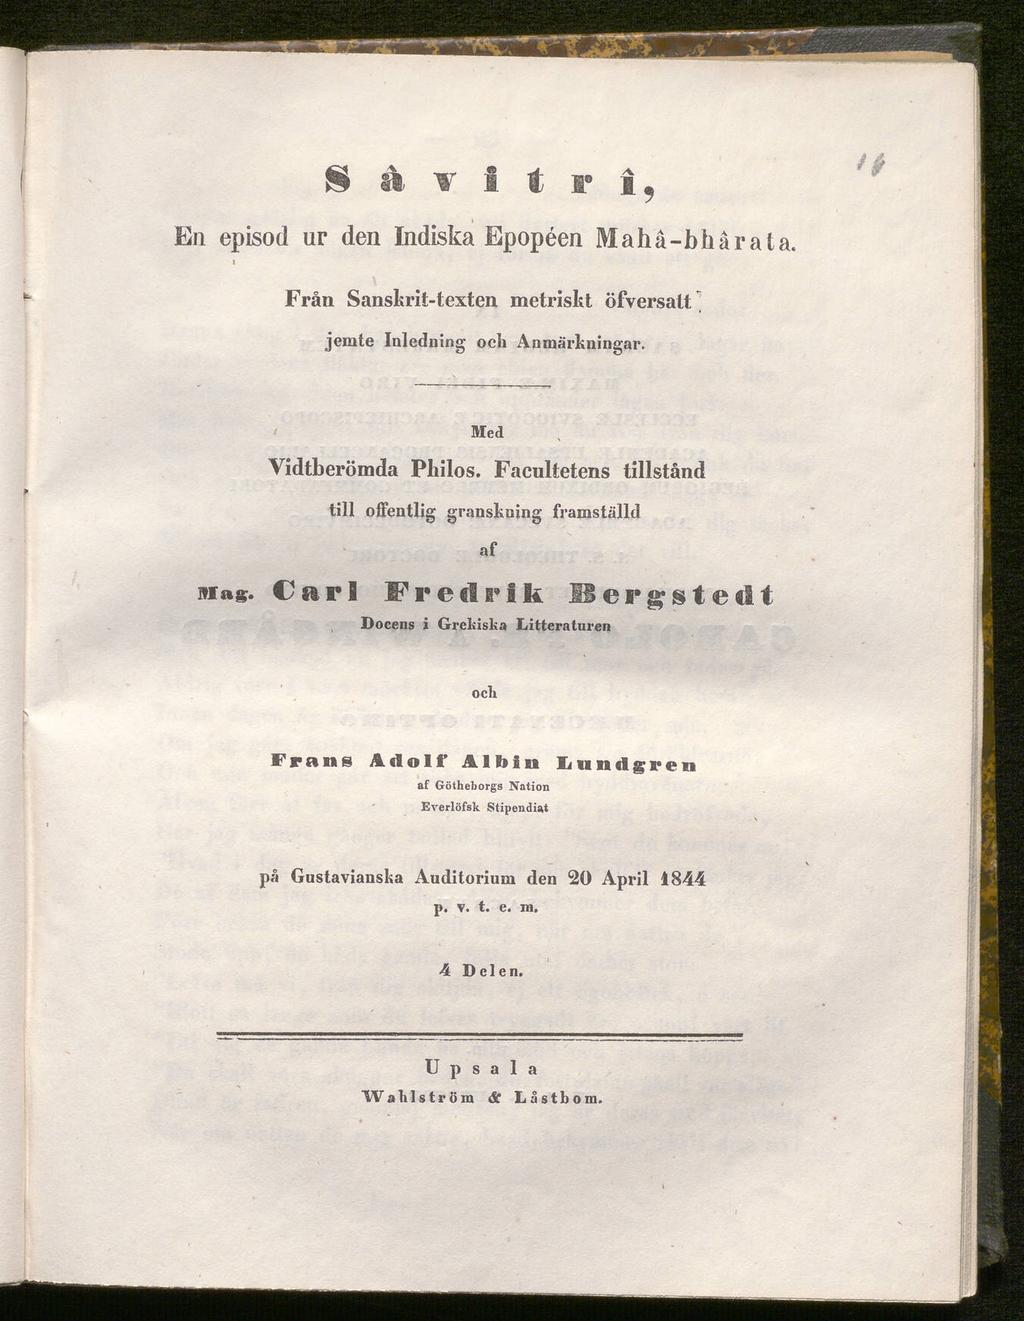 Sâvitrî,
En episod ur den Indiska Epopéen Mahâ-bhârata.
Från Sanskrit-texten metriskt öfversatt
jemte Inledning och Anmärkningar.
Med
Vidtberömda Philos. Facultetens tillstånd
till offentlig granskning framställd
af
Mag. Carl Fredrik Bergstedt
Docens i Grekiska Litteraturen
och
Frans Adolf Albin Lundgren
af Götheborgs Nation
Everlöfsk Stipendiat
på Gustavianska Auditorium den 20 April 1844
p. v. t. e. m.
4 Delen.
Upsala
Wahlström & Låstbom.